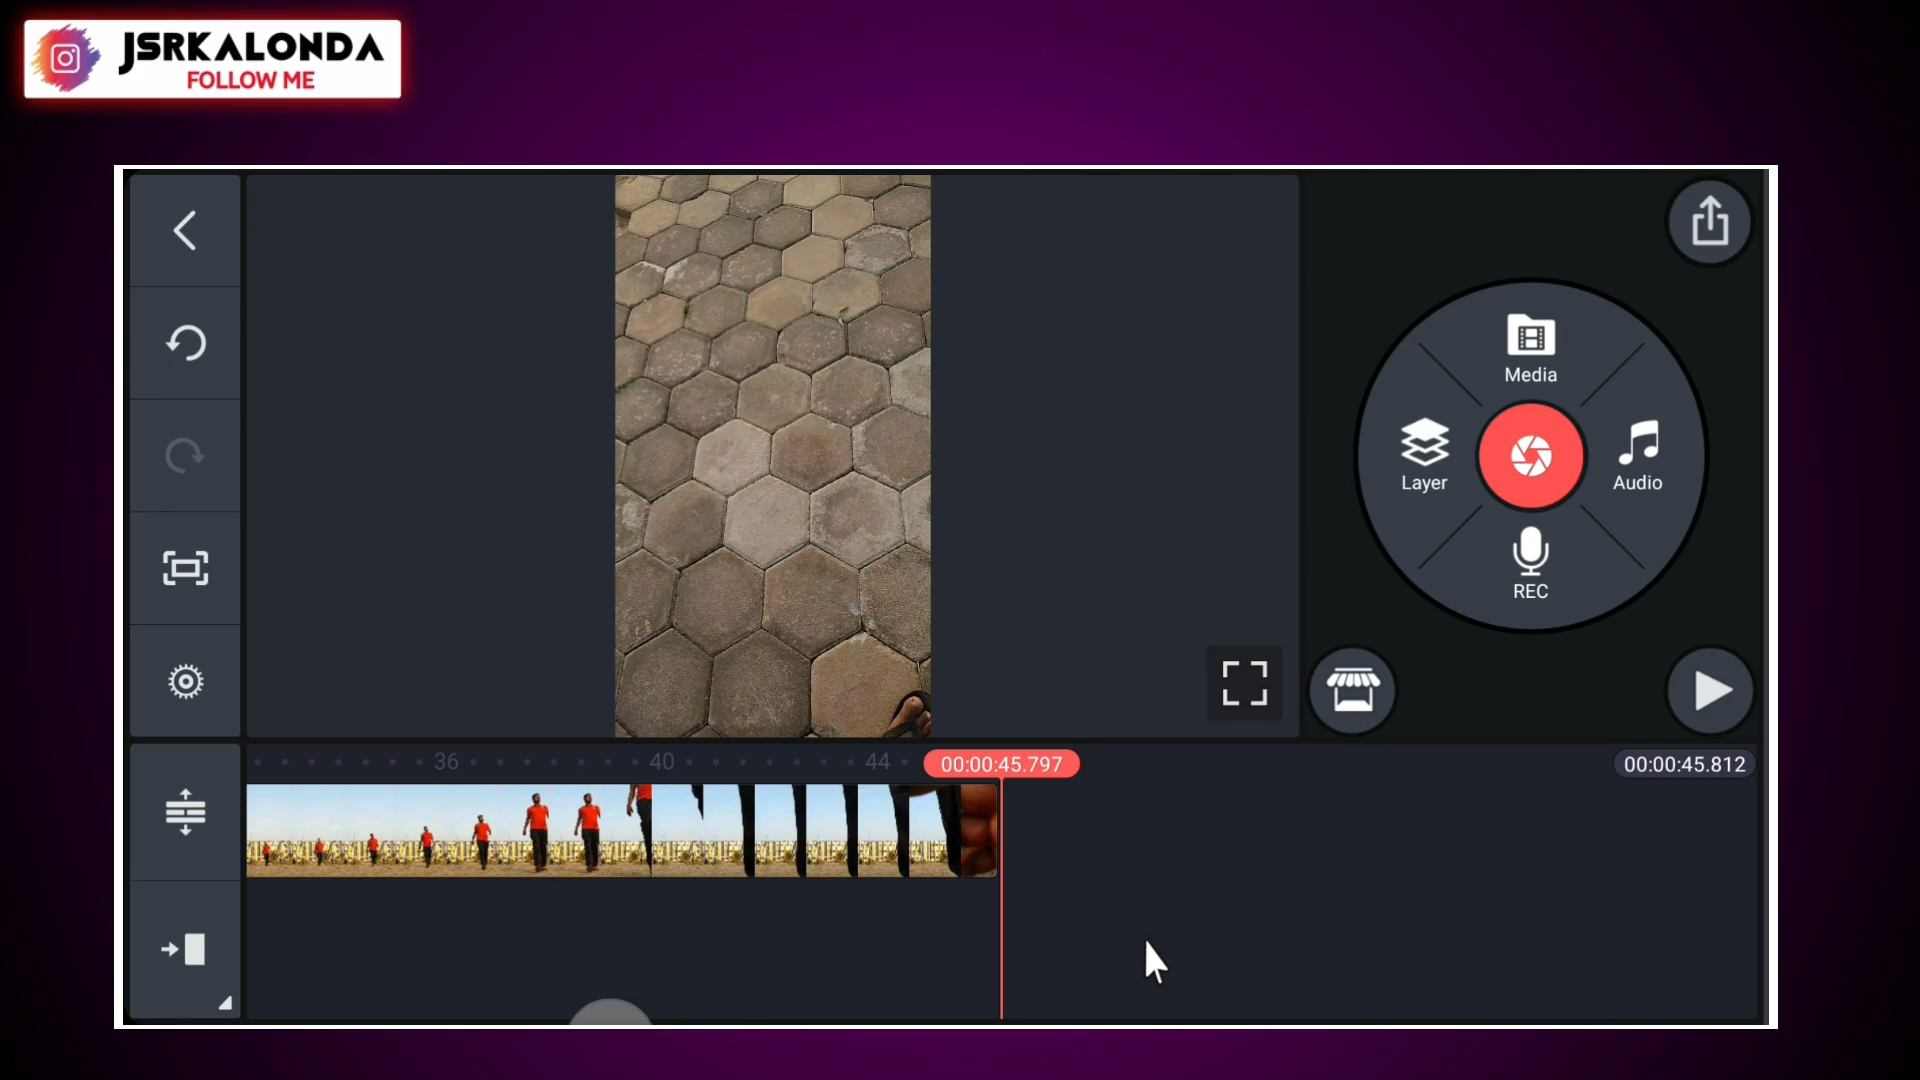 JSRKALONDA
FOLLOW ME
Media
Layer
Audio
REC
36
40
44
00:00:45.797
00:00:45.812